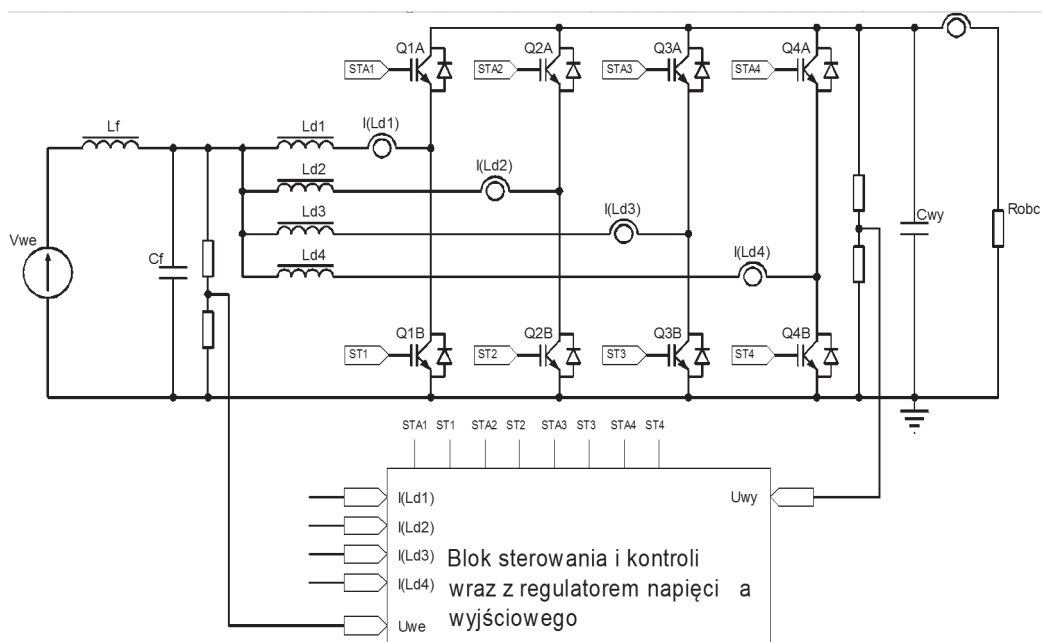 Q1A
Q2A
Q3A
Q4A
STA1
STA2
STA3
STA4
Lf
Ld1
I(Ld1)
Ld2
I(Ld2)
Ld3
I(Ld3)
Ld4
I(Ld4)
Vwe
Cf
Cwy
Robc
Q1B
Q2B
Q3B
Q4B
ST1
ST2
ST3
ST4
STA1 ST1 STA2 ST2 STA3 ST3 STA4 ST4
I(Ld1)
Uwy
I(Ld2)
I(Ld3)
I(Ld4)
Uwe
Blok sterowania i kontroli
wraz z regulatorem napięci a
wyjściowego